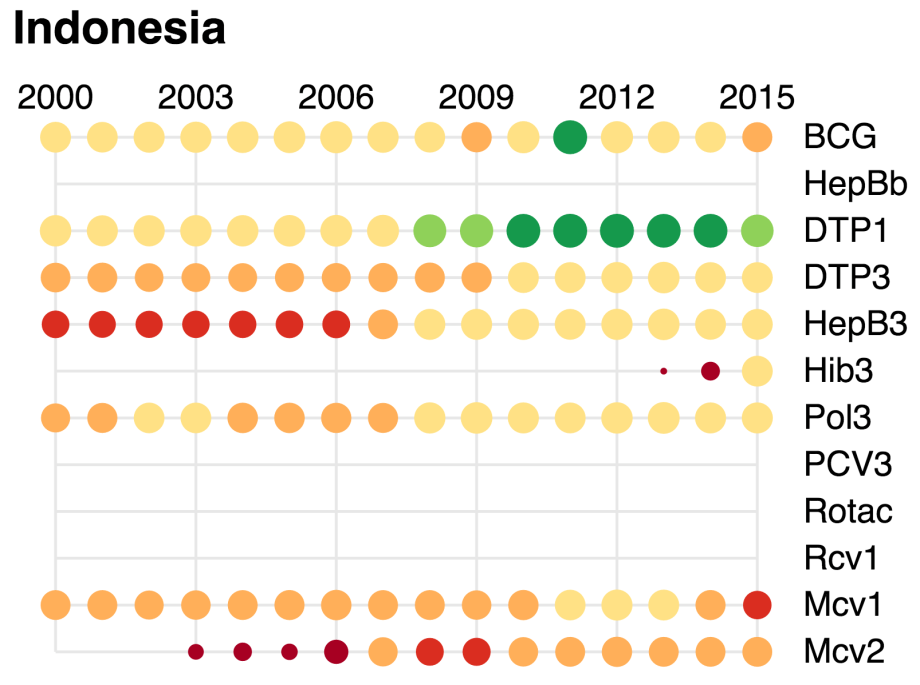 Indonesia
2000 2003 2006 2009 2012 2015
BCG
HepBb
DTP1
DTP3
HepB3
Hib3
Pol3
PCV3
Rotac
Rcv1
Mcv1
Mcv2